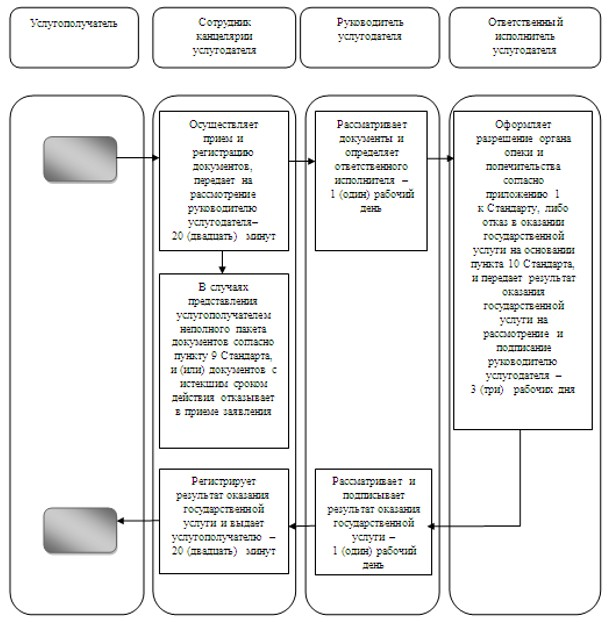 Услугополучатель
Сотрудник
канцелярии
услугодателя
Руководитель
услугодателя
Ответственный
исполнитель
услугодателя
Осуществляет
прием и
регистрацию
документов,
передает на
рассмотрение
руководителю
услугодателя–
20 (двадцать) минут
Рассматривает
документы и
определяет
ответственного
исполнителя –
1 (один) рабочий
день
Оформляет
разрешение органа
опеки и
попечительства
согласно
приложению 1
к Стандарту, либо
отказ в оказании
государственной
услуги на основании
пункта 10 Стандарта,
и передает результат
оказания
государственной
услуги на
рассмотрение и
подписание
руководителю
услугодателя –
3 (три) рабочих дня
В случаях
представления
услугополучателем
неполного пакета
документов согласно
пункту 9 Стандарта,
и (или) документов с
истекшим сроком
действия отказывает
в приеме заявления
Регистрирует
результат оказания
государственной
услуги и выдает
услугополучателю –
20 (двадцать) минут
Рассматривает и
подписывает
результат оказания
государственной
услуги –
1 (один) рабочий
день